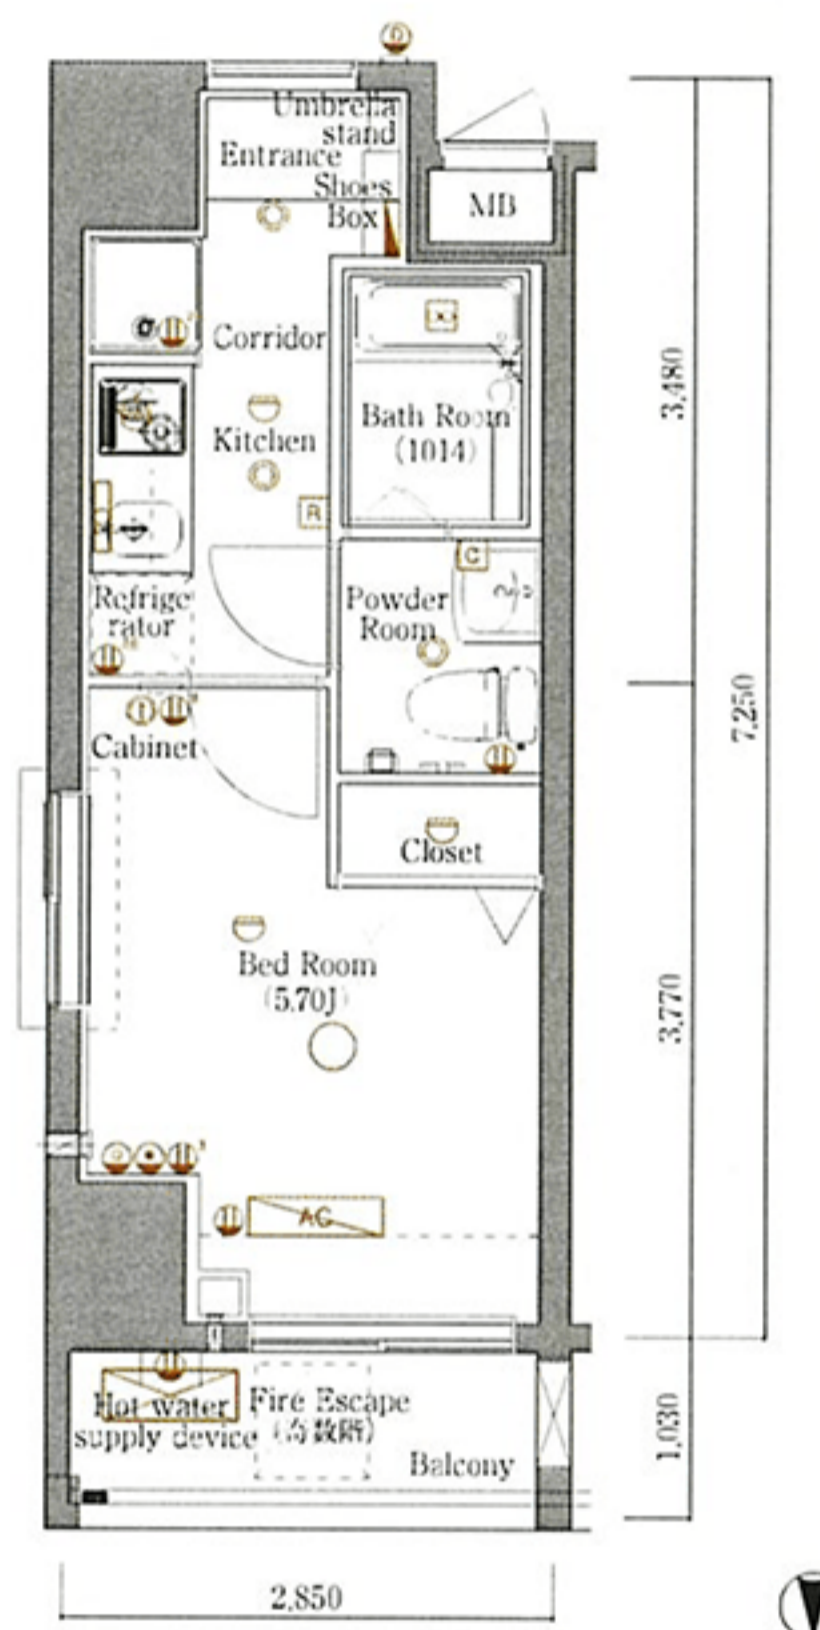 Umbrella
stand
Entrance
Shoes
Box
MB
Corridor
Kitchen
R
Bath Room
(1014)
3,480
Refrige
rator
C
Powder
Room
7,250
Cabinet
Closet
Bed Room
(5.70J)
3,770
AC
Hot water
supply device
Fire Escape
Balcony
1,030
2,850